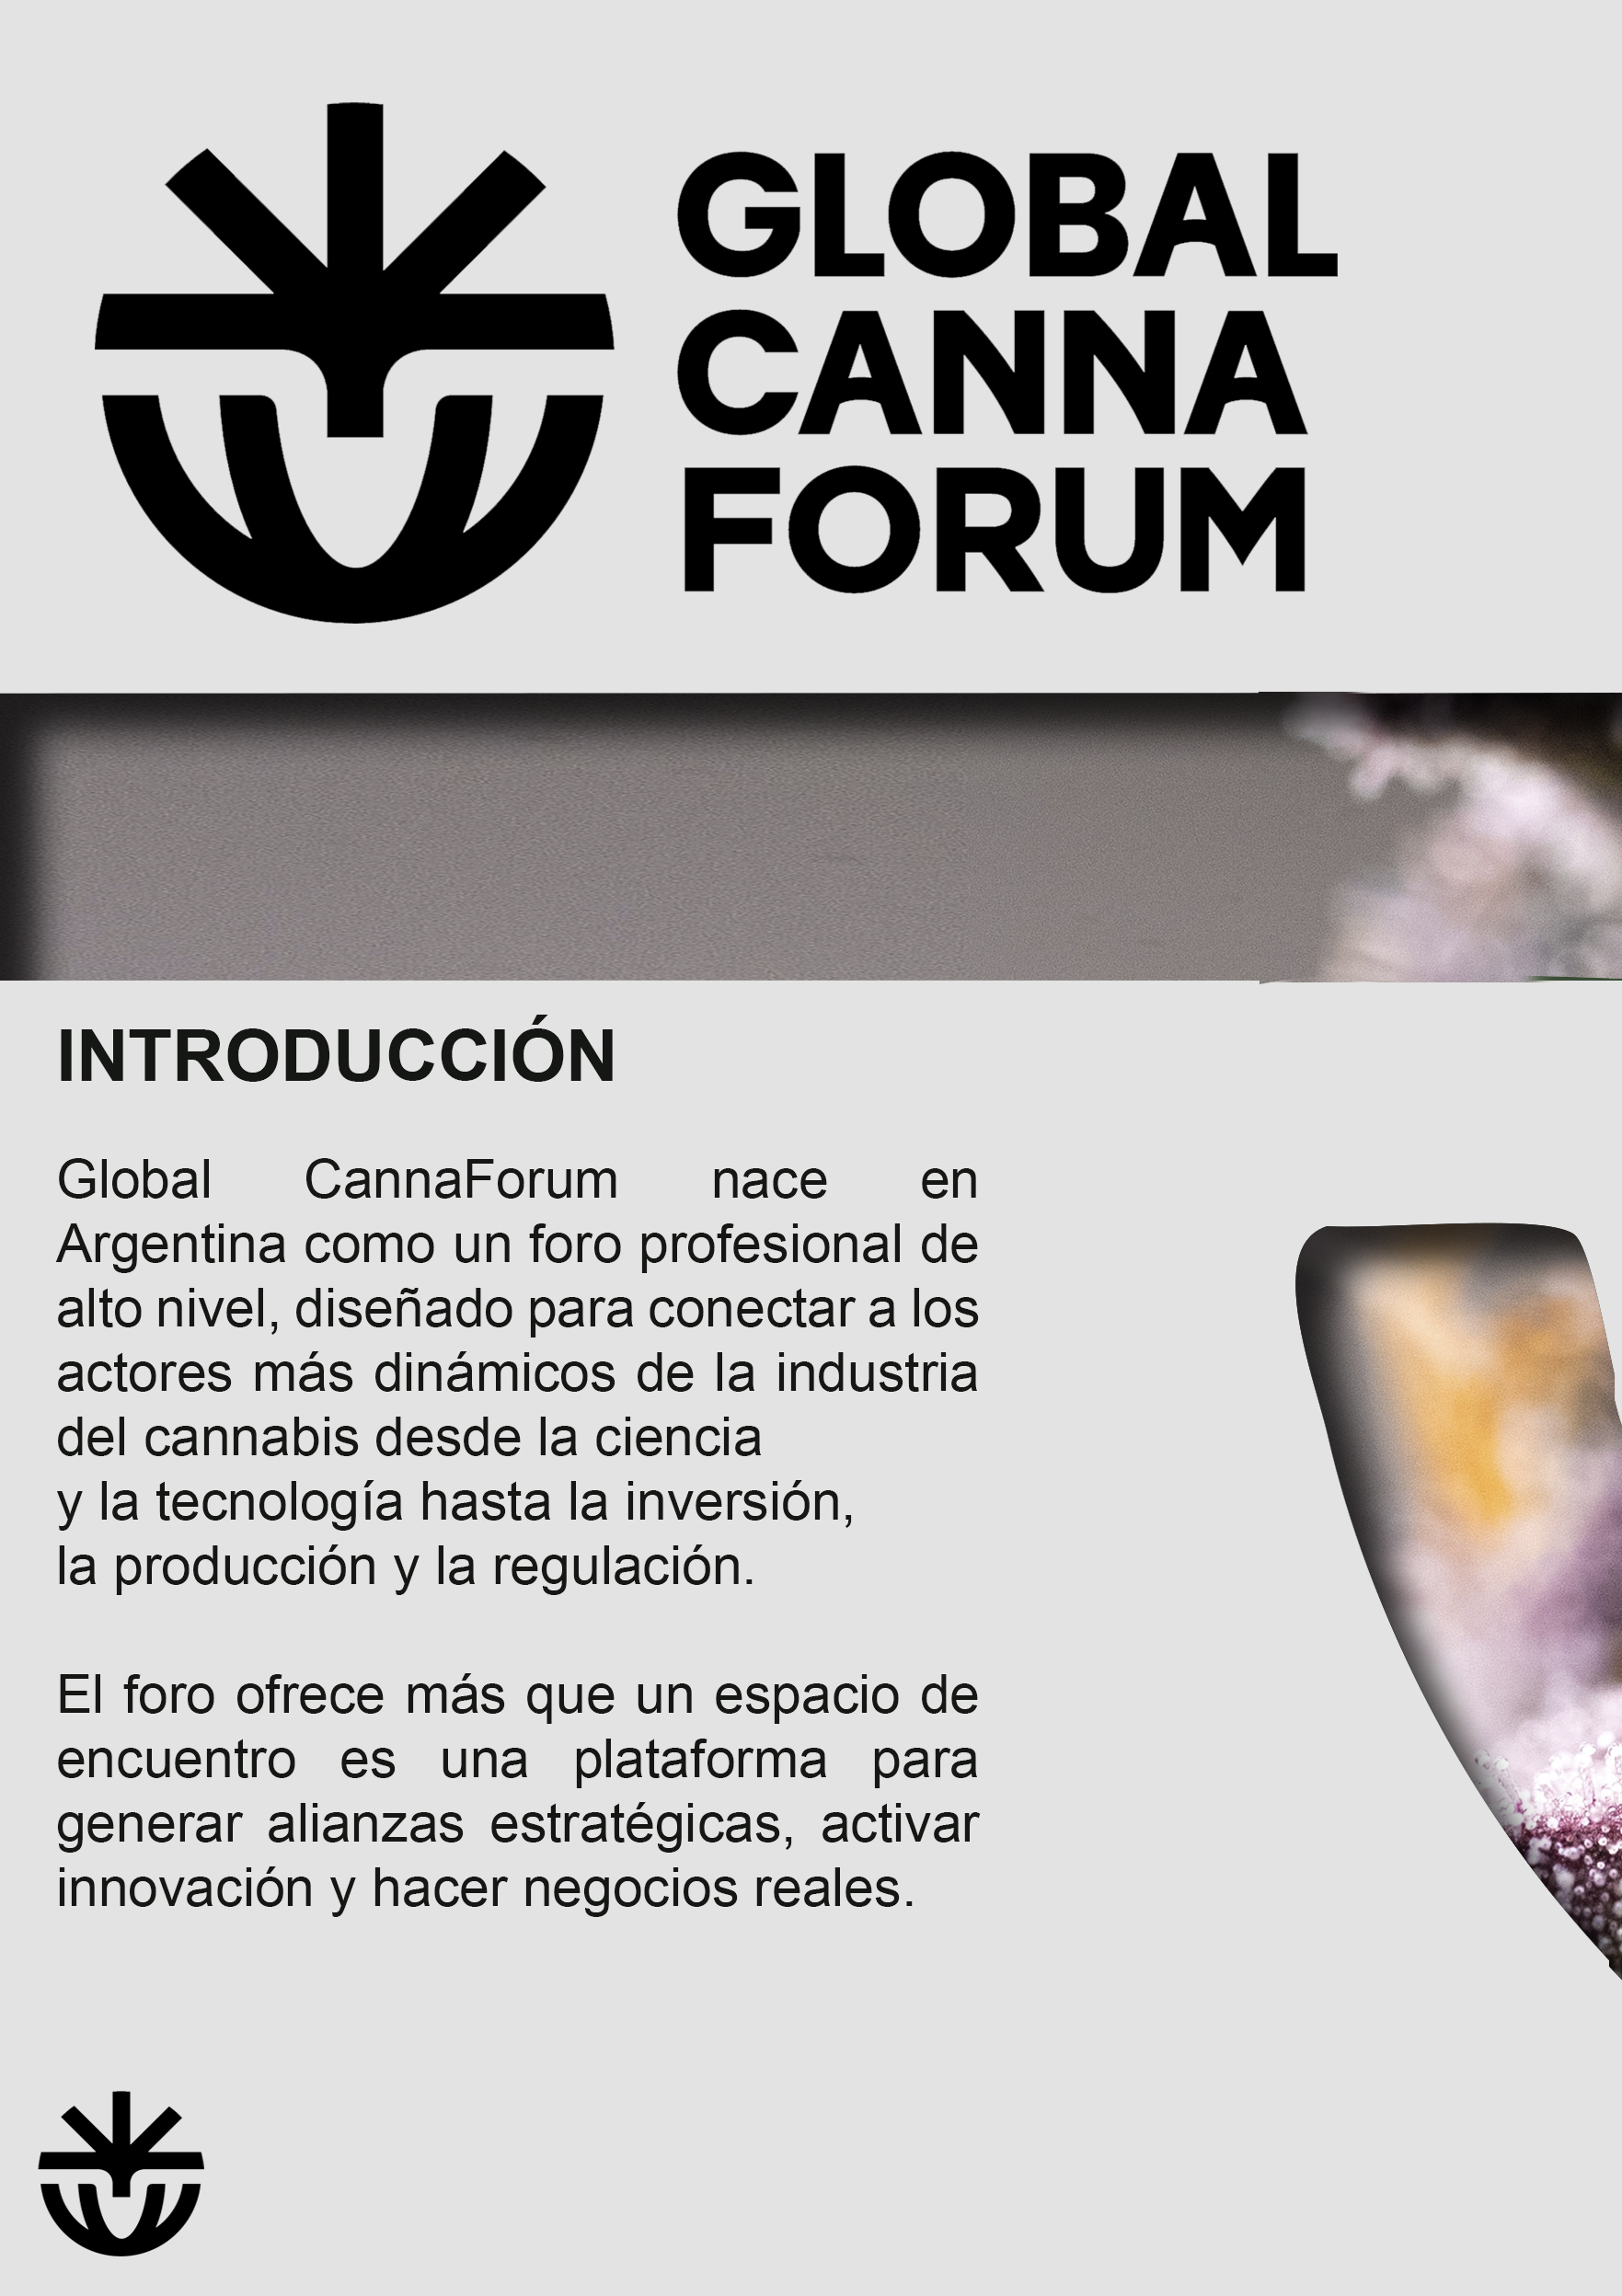 GLOBAL
CANNA
FORUM
INTRODUCCIÓN
Global CannaForum nace en
Argentina como un foro profesional de
alto nivel, diseñado para conectar a los
actores más dinámicos de la industria
del cannabis desde la ciencia
y la tecnología hasta la inversión,
la producción y la regulación.
El foro ofrece más que un espacio de
encuentro es una plataforma para
generar alianzas estratégicas, activar
innovación y hacer negocios reales.